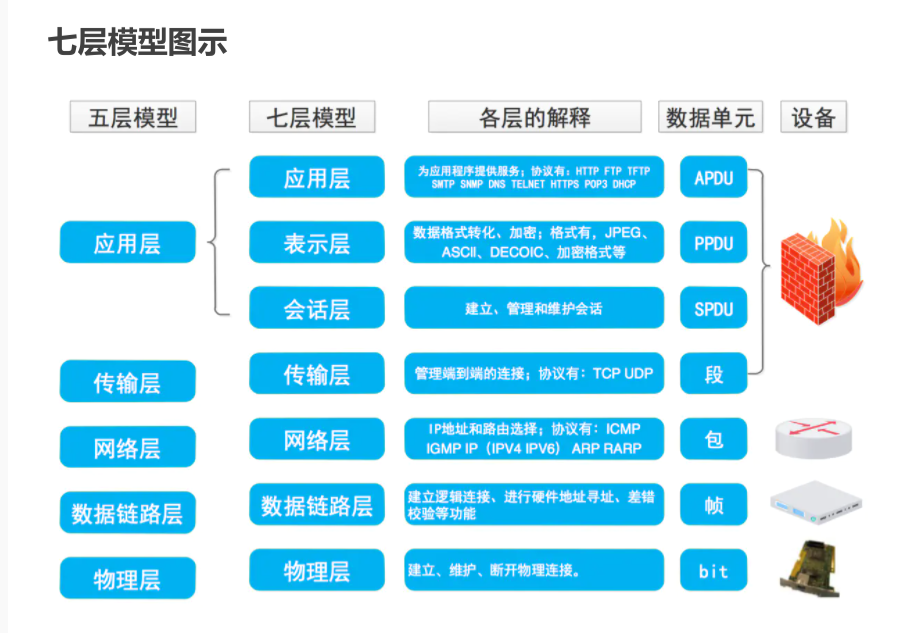 七层模型图示
五层模型
七层模型
各层的解释
数据单元
设备
应用层
应用层
为应用程序提供服务；协议有：HTTP FTP TFTP
SMTP SNMP DNS TELNET HTTPS POP3 DHCP
APDU
表示层
数据格式转化、加密；格式有，JPEG、
ASCII、DECOIC、加密格式等
PPDU
会话层
建立、管理和维护会话
SPDU
传输层
传输层
管理端到端的连接；协议有：TCP UDP
段
网络层
网络层
IP地址和路由选择；协议有：ICMP
IGMP IP（IPV4 IPV6） ARP RARP
包
数据链路层
数据链路层
建立逻辑连接、进行硬件地址寻址、差错
校验等功能
帧
物理层
物理层
建立、维护、断开物理连接。
bit